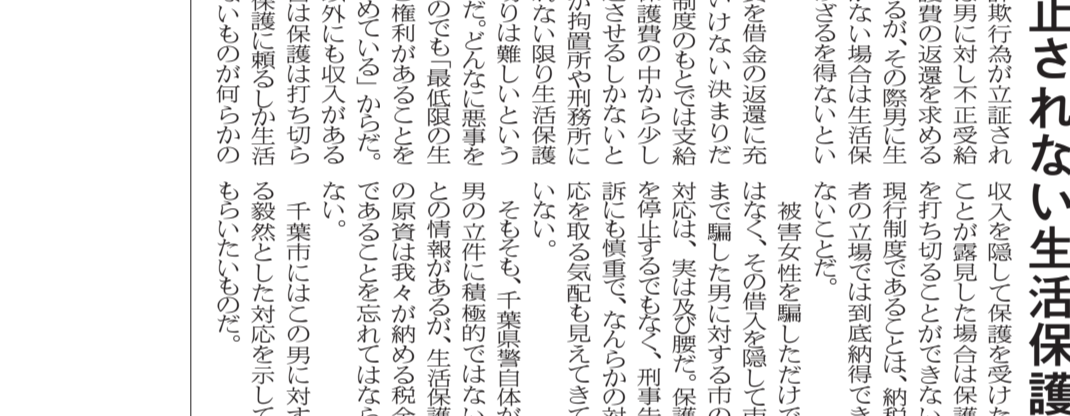 正されない生活保護
詐欺行為が立証され
は男に対し不正受給
護費の返還を求める
るが、その際男に生
がない場合は生活保
ざるを得ないとい
を借金の返還に充
いけない決まりだ
制度のもとでは支給
保護費の中から少し
させるしかないと
が拘置所や刑務所に
れない限り生活保護
切りは難しいという
だ。どんなに悪事を
のでも「最低限の生
権利があることを
めている」からだ。
以外にも収入がある
合は保護は打ち切ら
保護に頼るしか生活
ないものが何らかの
収入を隠して保護を受けた
ことが露見した場合は保護
を打ち切ることができない
現行制度であることは、納税
者の立場では到底納得でき
ないことだ。
被害女性を騙しただけで
はなく、その借入を隠して市
まで騙した男に対する市の
対応は、実は及び腰だ。保護
を停止するでもなく、刑事告
訴にも慎重で、なんらかの対
応を取る気配も見えてきて
いない。
そもそも、千葉県警自体が
男の立件に積極的ではない
との情報があるが、生活保護
の原資は我々が納める税金
であることを忘れてはなら
ない。
千葉市にはこの男に対す
る毅然とした対応を示して
もらいたいものだ。